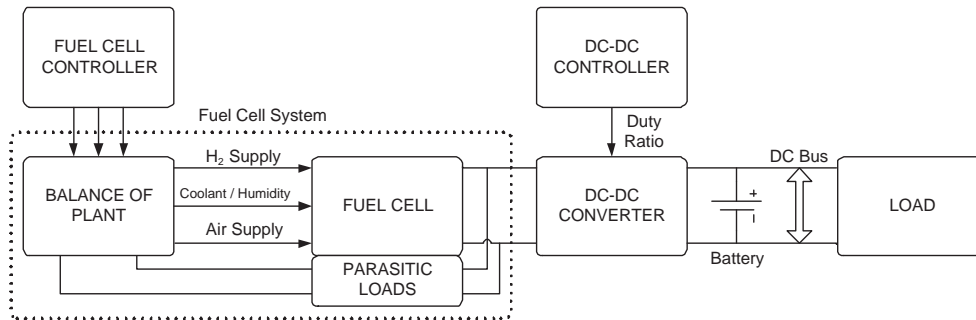 FUEL CELL
CONTROLLER
DC-DC
CONTROLLER
Fuel Cell System
Duty
Ratio
H₂ Supply
DC Bus
BALANCE OF
PLANT
Coolant / Humidity
FUEL CELL
DC-DC
CONVERTER
+
LOAD
Air Supply
Battery
PARASITIC
LOADS